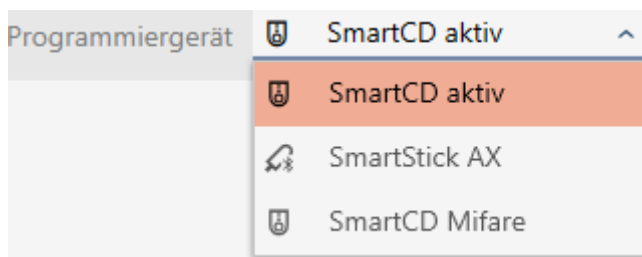 Programmiergerät SmartCD aktiv
SmartCD aktiv
SmartStick AX
SmartCD Mifare